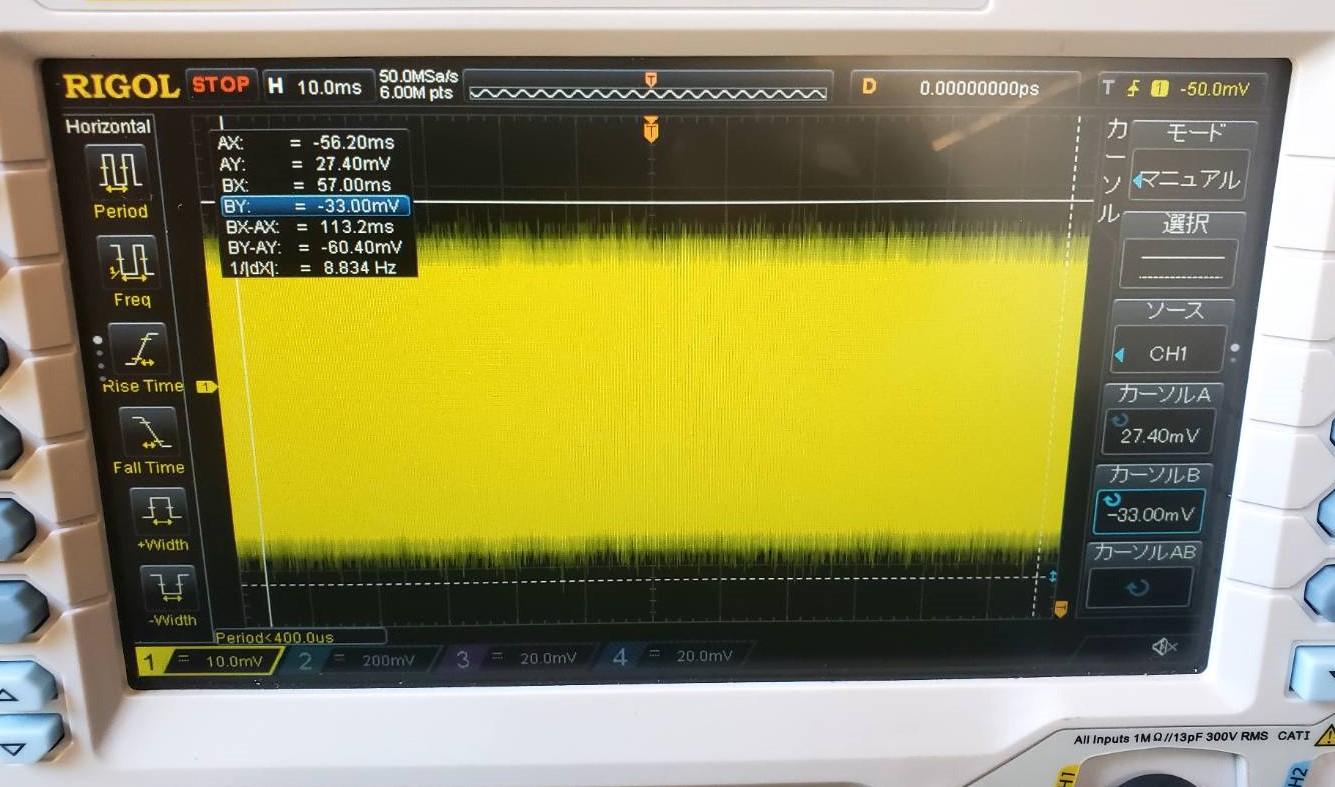 RIGOL STOP H 10.0ms 50.0MSa/s 6.00M pts T D 0.00000000ps T 1 -50.0mV
Horizontal
Period
Freq
Rise Time
Fall Time
+Width
-Width
AX: = -56.20ms
AY: = 27.40mV
BX: = 57.00ms
BY: = -33.00mV
BX-AX: = 113.2ms
BY-AY: = -60.40mV
1/|dX|: = 8.834 Hz
T
1
T
カーソル
モード
マニュアル
選択
ソース
CH1
カーソルA
27.40mV
カーソルB
-33.00mV
カーソルAB
Period<400.0us
1 = 10.0mV 2 = 200mV 3 = 20.0mV 4 = 20.0mV
All Inputs 1MΩ//13pF 300V RMS CATI
H1
H2